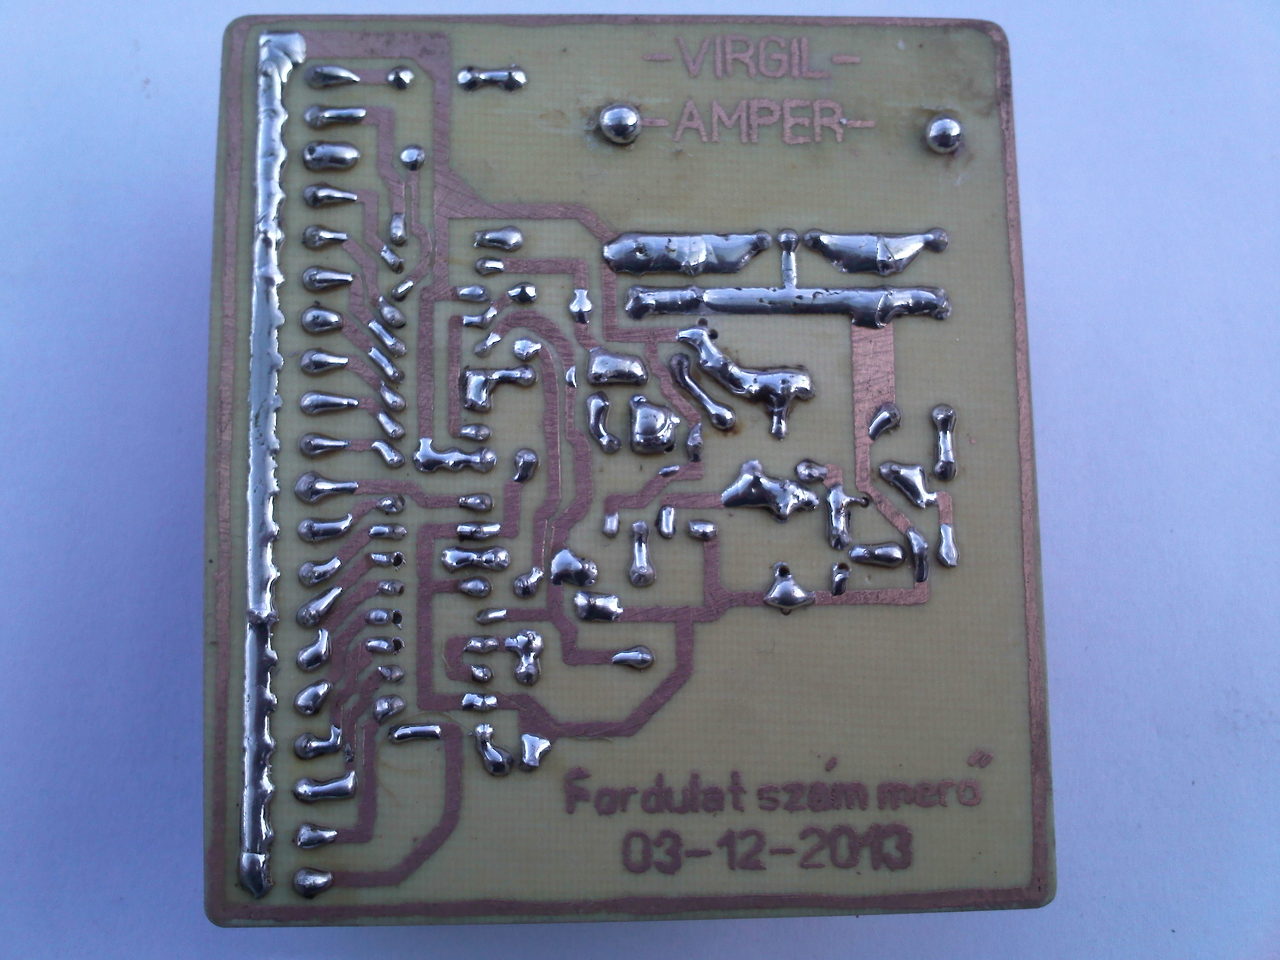 -VIRGIL-
-AMPER-
Fordulat szám merő
03-12-2013